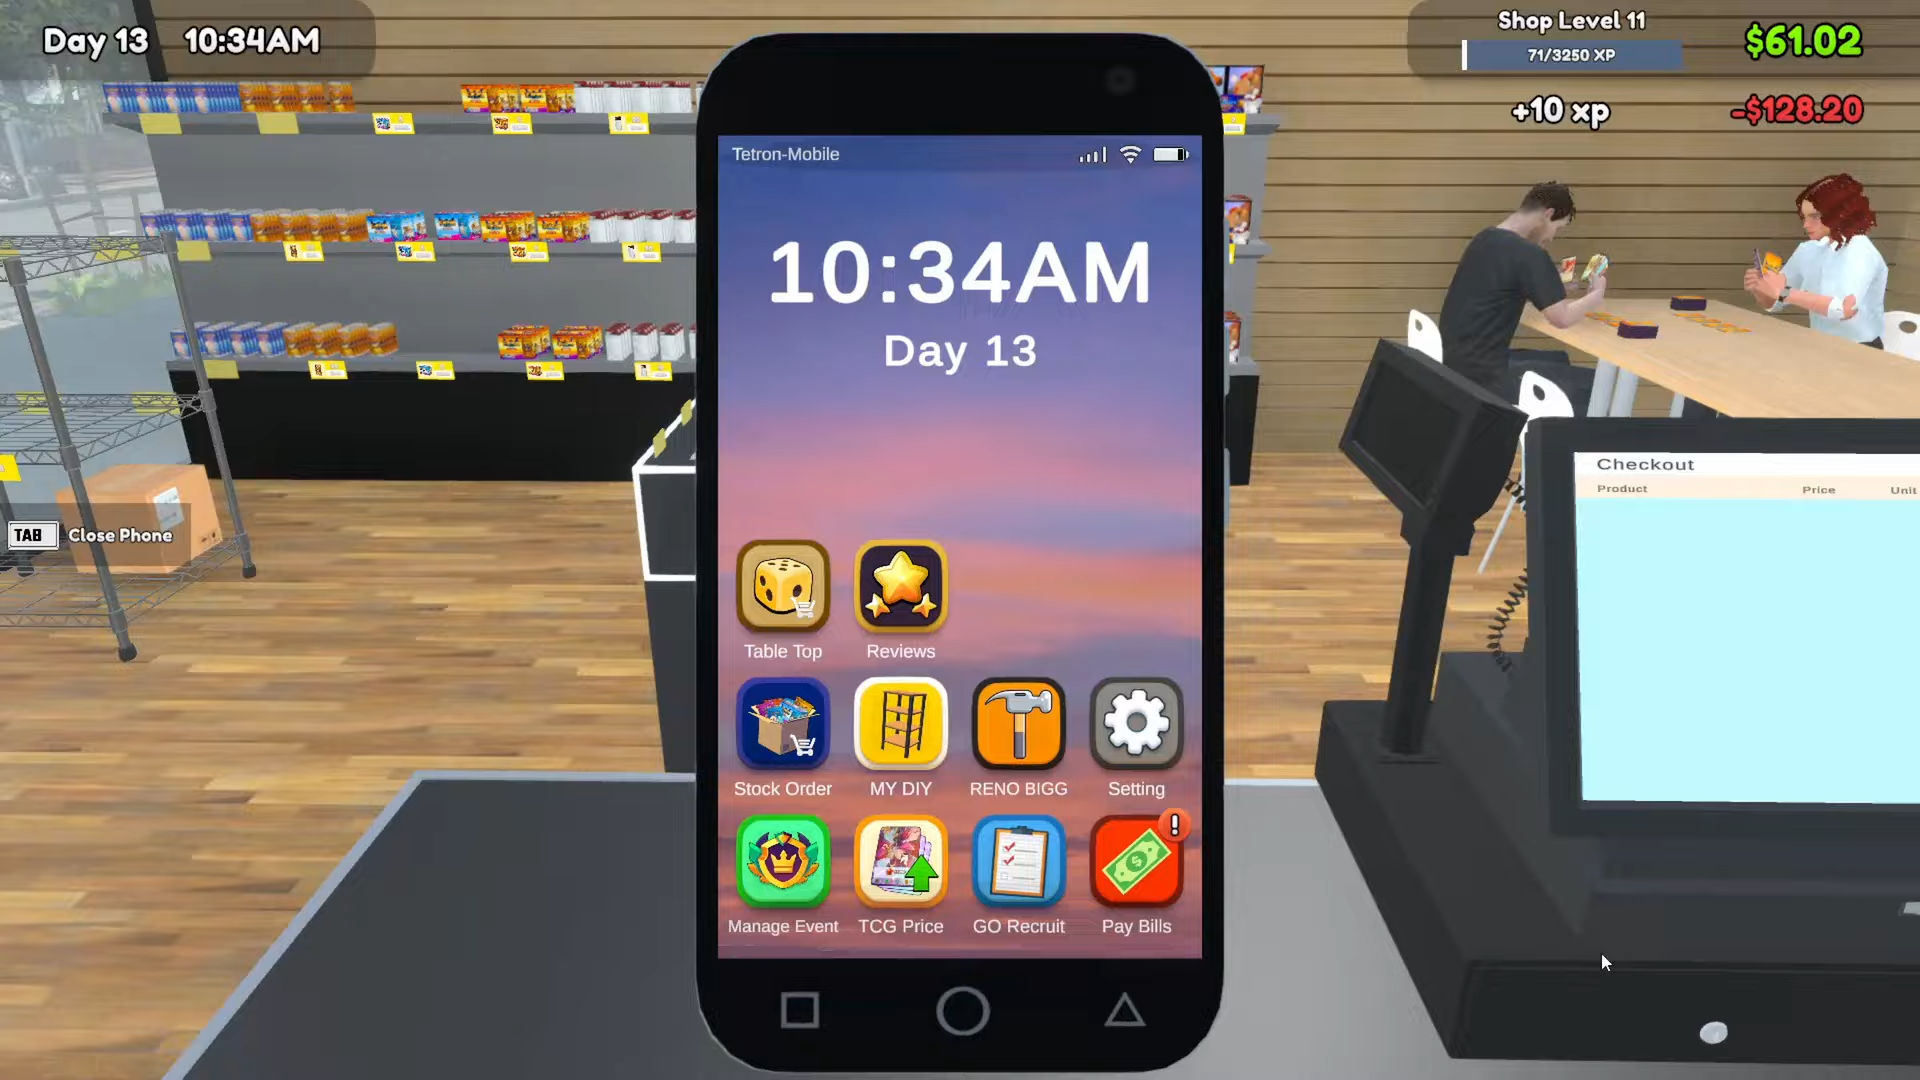 Day 13 10:34AM
Shop Level 11
71/3250 XP
$61.02
+10 xp
-$128.20
Tetron-Mobile
10:34AM
Day 13
TAB Close Phone
Table Top
Reviews
Stock Order
MY DIY
RENO BIGG
Setting
!
Manage Event
TCG Price
GO Recruit
Pay Bills
Checkout
Product Price Unit